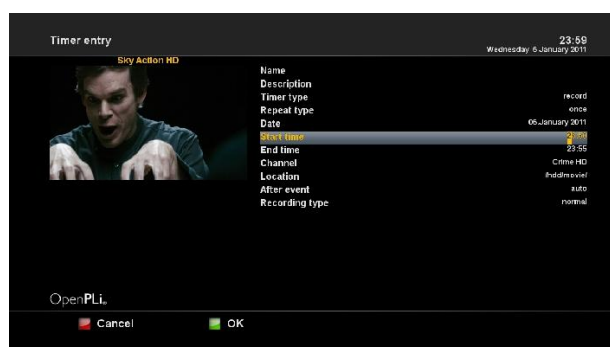 Timer entry
23:59
Wednesday 5 January 2011
Sky Action HD
Name
Description
Timer type record
Repeat type once
Date 05 January 2011
Start time
End time 23:55
Channel Crime HD
Location /hdd/movie/
After event auto
Recording type normal
OpenPLi®
Cancel OK